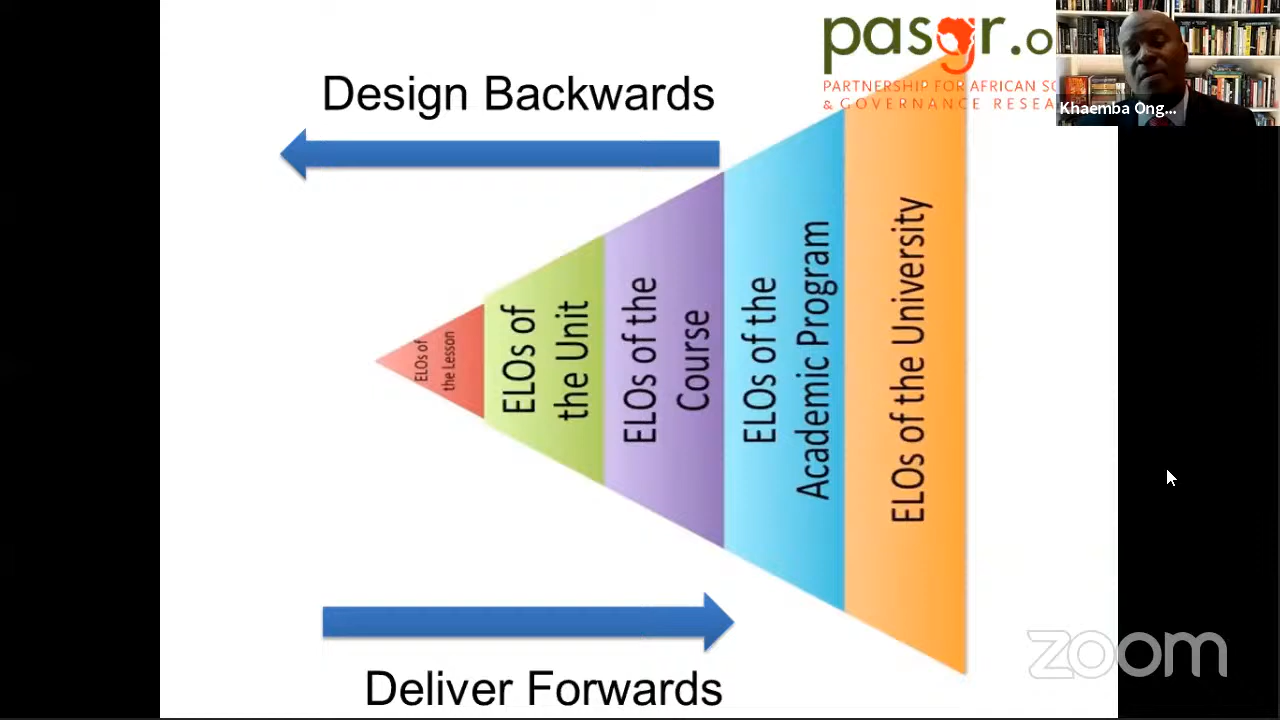 pasgr.o
PARTNERSHIP FOR AFRICAN SO
& GOVERNANCE RESEA
Khaemba Ong...
Design Backwards
ELOs of
the Lesson
ELOs of
the Unit
ELOs of the
Course
ELOs of the
Academic Program
ELOs of the University
Deliver Forwards
zoom